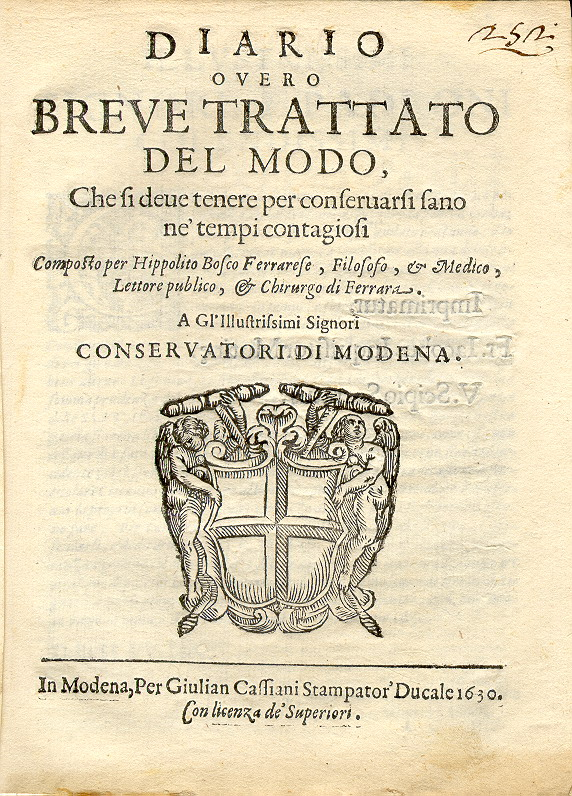 252.
DIARIO
OVERO
BREVE TRATTATO
DEL MODO,
Che ſi deue tenere per conſeruarſi ſano
ne' tempi contagioſi
Compoſto per Hippolito Boſco Ferrareſe, Filoſofo, & Medico,
Lettore publico, & Chirurgo di Ferrara.
A Gl'Illuſtriſsimi Signori
CONSERVATORI DI MODENA.
Imprimatur,
In Modena, Per Giulian Caſſiani Stampator' Ducale 1630.
Con licenza de' Superiori.